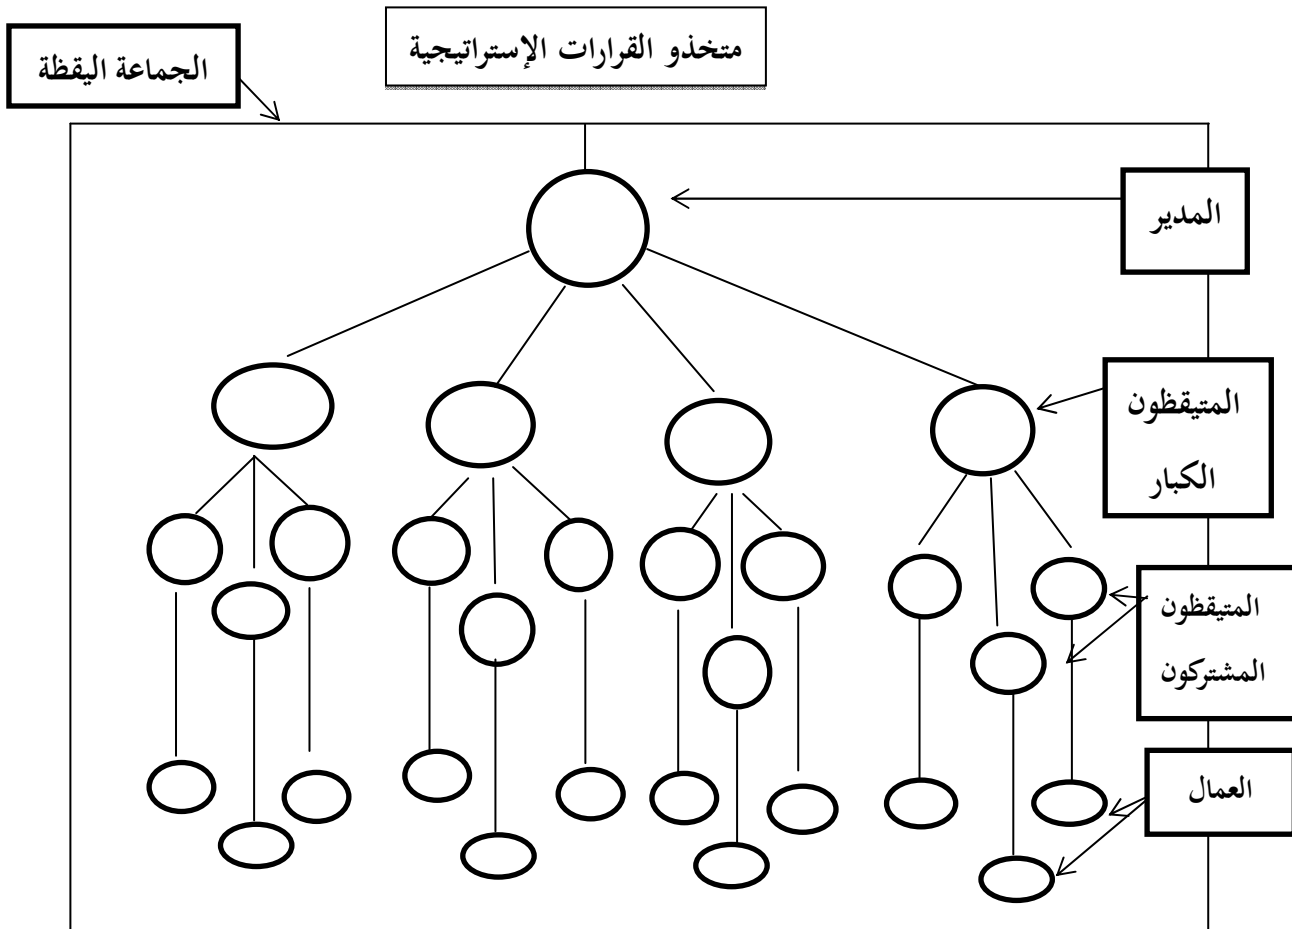 متخذو القرارات الإستراتيجية
الجماعة اليقظة
المدير
المتيقظون
الكبار
المتيقظون
المشتركون
العمال